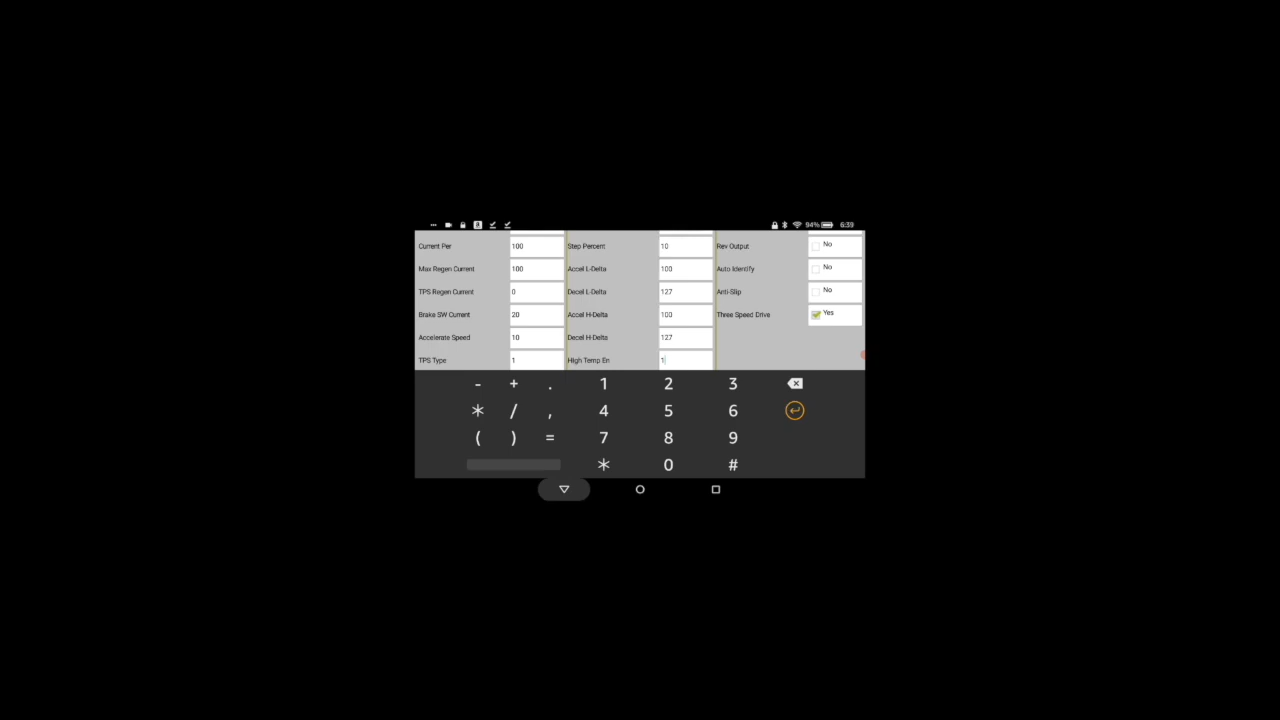 94% 6:39
Current Per 100 Step Percent 10 Rev Output No
Max Regen Current 100 Accel L-Delta 100 Auto Identify No
TPS Regen Current 0 Decel L-Delta 127 Anti-Slip No
Brake SW Current 20 Accel H-Delta 100 Three Speed Drive Yes
Accelerate Speed 10 Decel H-Delta 127
TPS Type 1 High Temp En 1
- + . 1 2 3
* / , 4 5 6
( ) = 7 8 9
* 0 #